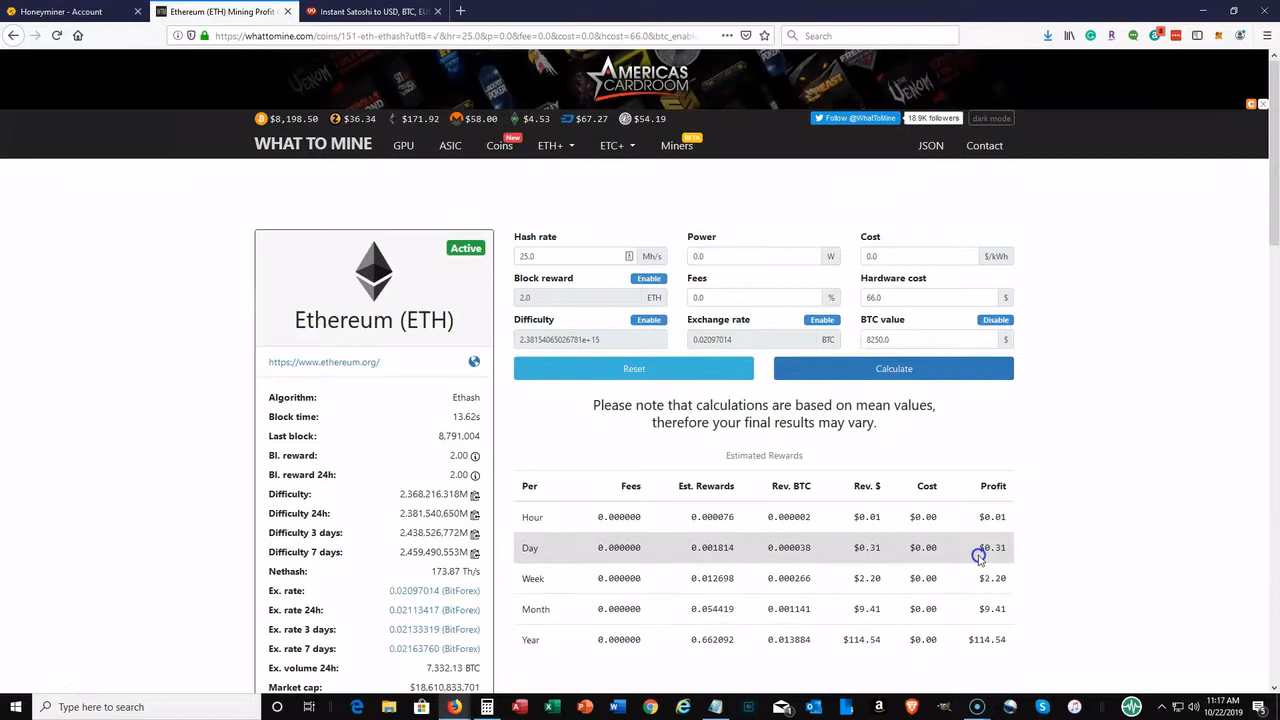 Honeyminer - Account
Ethereum (ETH) Mining Profit C
Instant Satoshi to USD, BTC, EU
https://whattomine.com/coins/151-eth-ethash?utf8=✓&hr=25.0&p=0.0&fee=0.0&cost=0.0&hcost=66.0&btc_enabl
Search
AMERICAS
CARDROOM
$8,198.50 $36.34 $171.92 $58.00 $4.53 $67.27 $54.19
Follow @WhatToMine 18.9K followers dark mode
WHAT TO MINE GPU ASIC Coins New ETH+ ETC+ Miners BETA JSON Contact
Active
Ethereum (ETH)
https://www.ethereum.org/
Algorithm: Ethash
Block time: 13.62s
Last block: 8,791,004
Bl. reward: 2.00
Bl. reward 24h: 2.00
Difficulty: 2,368,216,318M
Difficulty 24h: 2,381,540,650M
Difficulty 3 days: 2,438,526,772M
Difficulty 7 days: 2,459,490,553M
Nethash: 173.87 Th/s
Ex. rate: 0.02097014 (BitForex)
Ex. rate 24h: 0.02113417 (BitForex)
Ex. rate 3 days: 0.02133319 (BitForex)
Ex. rate 7 days: 0.02163760 (BitForex)
Ex. volume 24h: 7,332.13 BTC
Market cap: $18,610,833,701
Hash rate Power Cost
25.0 Mh/s 0.0 W 0.0 $/kWh
Block reward Enable Fees Hardware cost
2.0 ETH 0.0 % 66.0 $
Difficulty Enable Exchange rate Enable BTC value Disable
2.38154065026781e+15 0.02097014 BTC 8250.0 $
Reset Calculate
Please note that calculations are based on mean values,
therefore your final results may vary.
Estimated Rewards
Per Fees Est. Rewards Rev. BTC Rev. $ Cost Profit
Hour 0.000000 0.000076 0.000002 $0.01 $0.00 $0.01
Day 0.000000 0.001814 0.000038 $0.31 $0.00 $0.31
Week 0.000000 0.012698 0.000266 $2.20 $0.00 $2.20
Month 0.000000 0.054419 0.001141 $9.41 $0.00 $9.41
Year 0.000000 0.662092 0.013884 $114.54 $0.00 $114.54
Type here to search
11:17 AM
10/22/2019